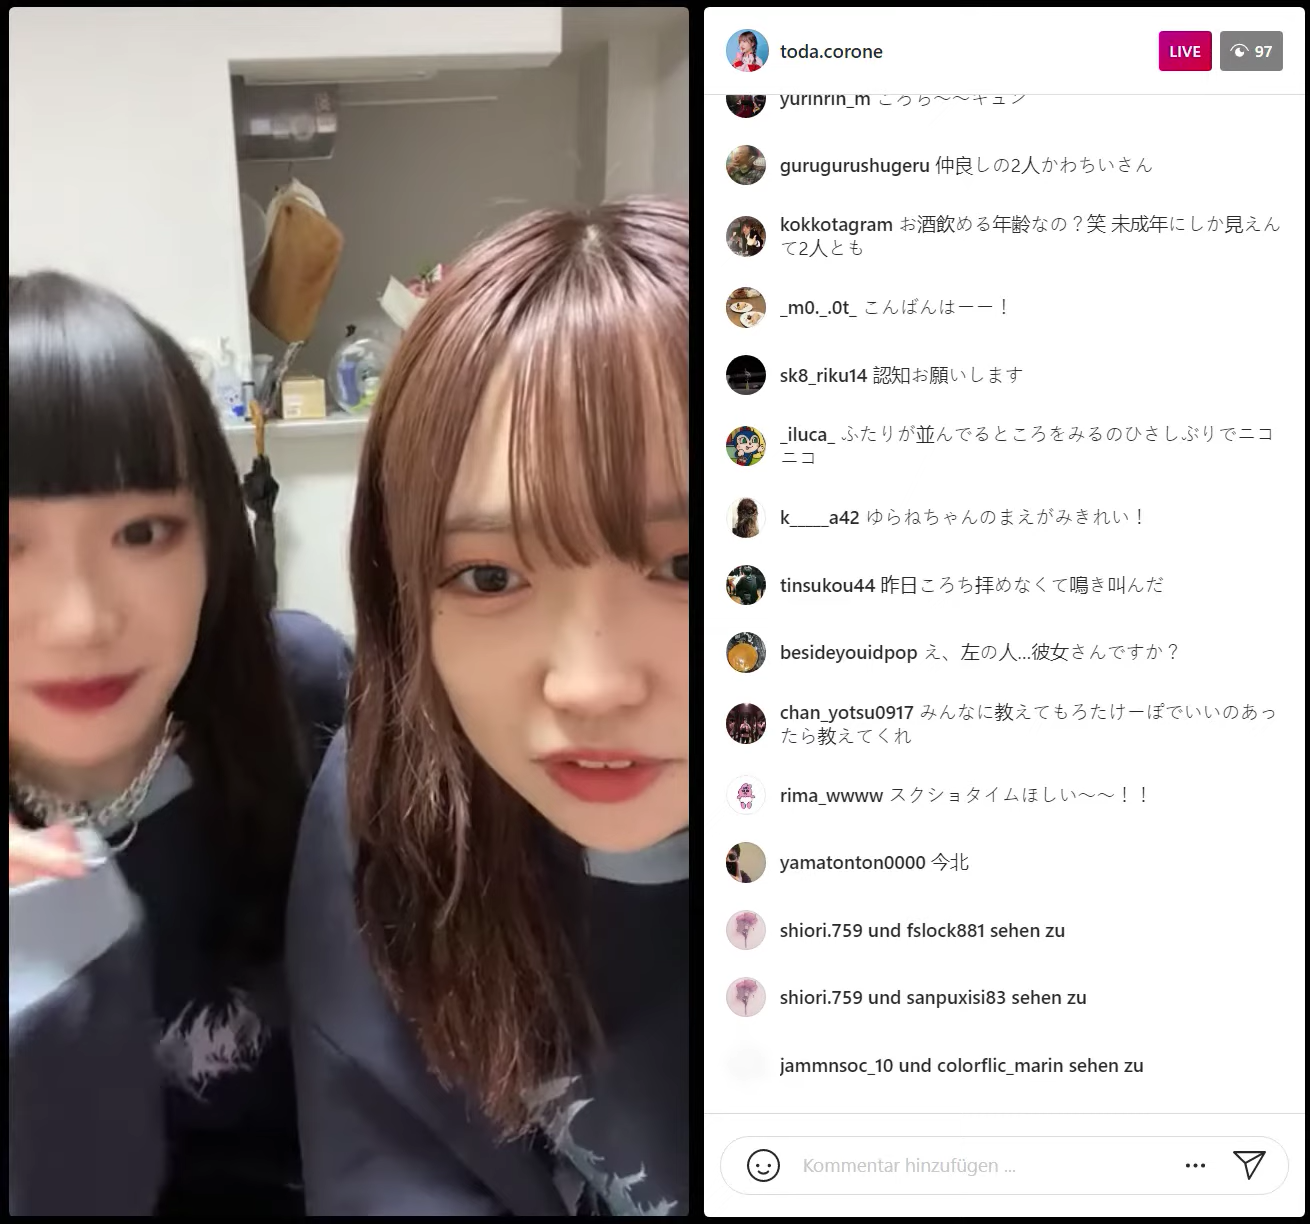 toda.corone
LIVE
97
yurinrin_m ころち〜〜キュン
gurugurushugeru 仲良しの2人かわちいさん
kokkotagram お酒飲める年齢なの？笑 未成年にしか見えん
て2人とも
_m0._.0t_ こんばんはーー！
sk8_riku14 認知お願いします
_iluca_ ふたりが並んでるところをみるのひさしぶりでニコ
ニコ
k_____a42 ゆらねちゃんのまえがみきれい！
tinsukou44 昨日ころち拝めなくて鳴き叫んだ
besideyouidpop え、左の人...彼女さんですか？
chan_yotsu0917 みんなに教えてもろたけーぽでいいのあっ
たら教えてくれ
rima_wwww スクショタイムほしい〜〜！！
yamatonton0000 今北
shiori.759 und fslock881 sehen zu
shiori.759 und sanpuxisi83 sehen zu
jammnsoc_10 und colorflic_marin sehen zu
Kommentar hinzufügen ...